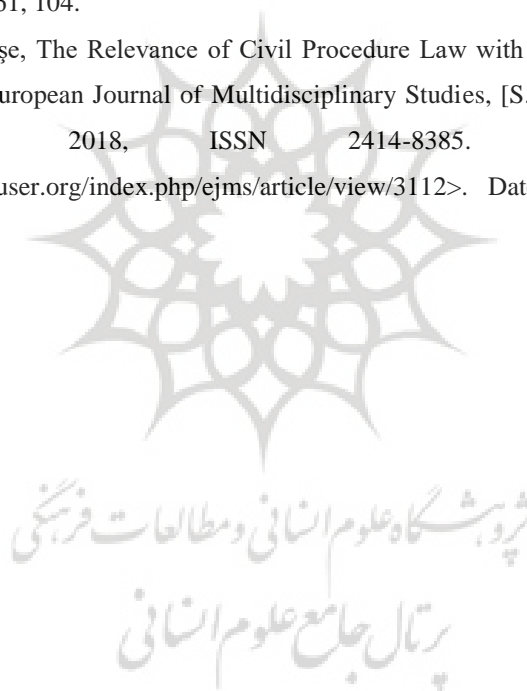 51, 104.
şe, The Relevance of Civil Procedure Law with
uropean Journal of Multidisciplinary Studies, [S.
2018, ISSN 2414-8385.
user.org/index.php/ejms/article/view/3112>. Dat
پژوهشگاه علوم انسانی و مطالعات فرهنگی
پرتال جامع علوم انسانی